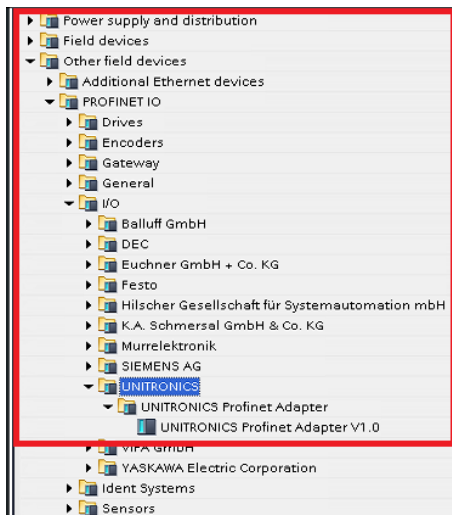 Power supply and distribution
Field devices
Other field devices
Additional Ethernet devices
PROFINET IO
Drives
Encoders
Gateway
General
I/O
Balluff GmbH
DEC
Euchner GmbH + Co. KG
Festo
Hilscher Gesellschaft für Systemautomation mbH
K.A. Schmersal GmbH & Co. KG
Murrelektronik
SIEMENS AG
UNITRONICS
UNITRONICS Profinet Adapter
UNITRONICS Profinet Adapter V1.0
VIPA GmbH
YASKAWA Electric Corporation
Ident Systems
Sensors